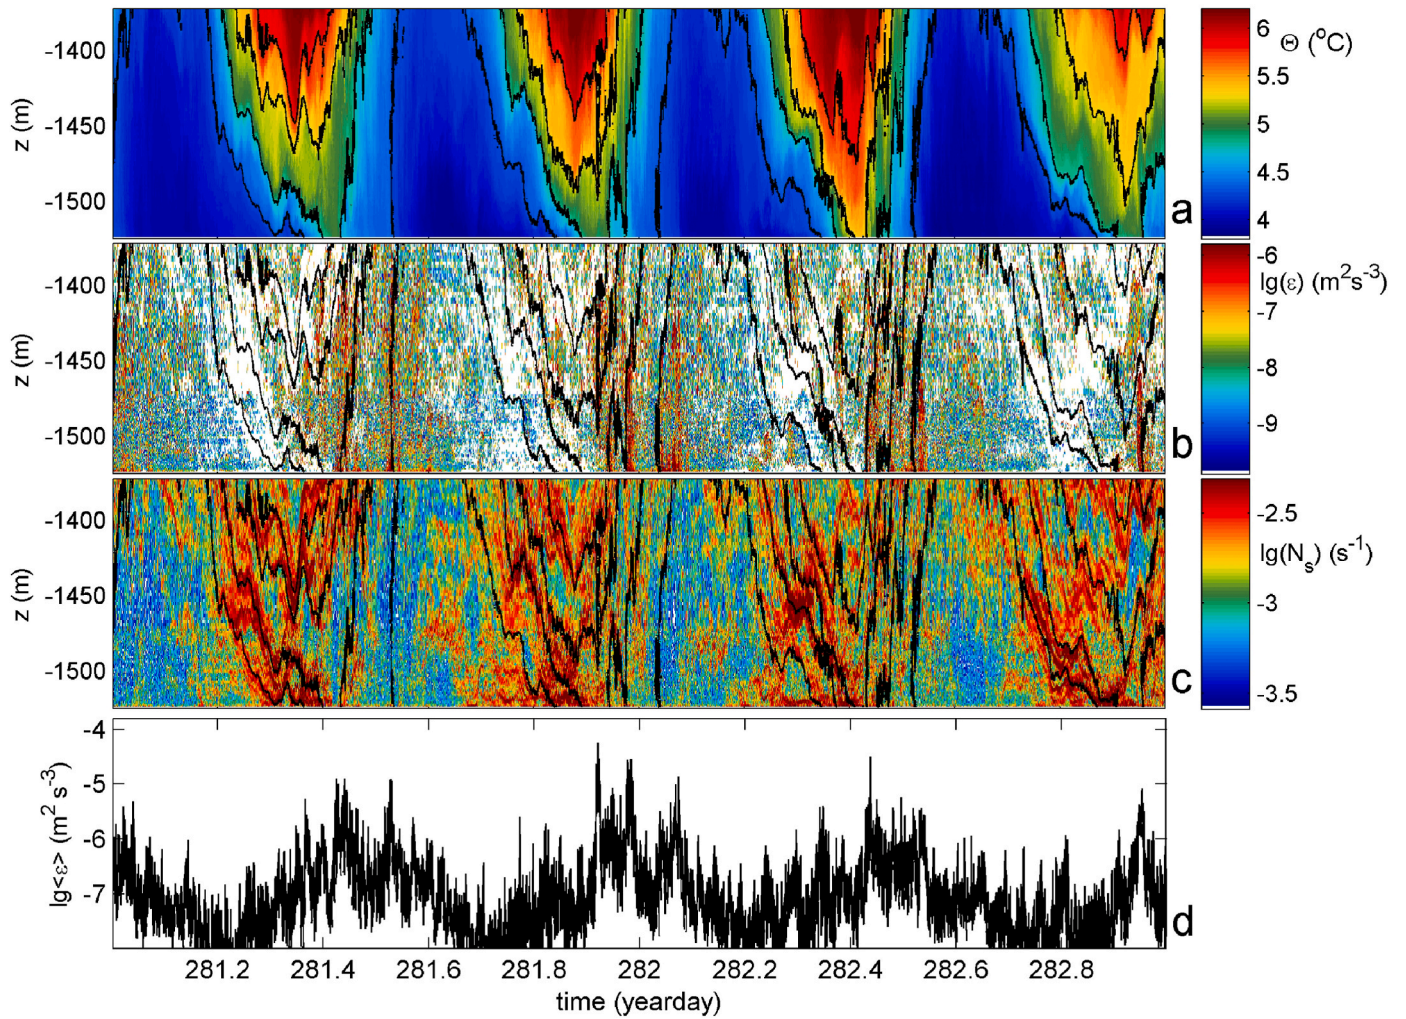 -1400
-1450
-1500
z (m)
a
6
5.5
5
4.5
4
Θ (°C)
-1400
-1450
-1500
z (m)
b
-6
-7
-8
-9
lg(ε) (m²s⁻³)
-1400
-1450
-1500
z (m)
c
-2.5
-3
-3.5
lg(Nₛ) (s⁻¹)
-4
-5
-6
-7
lg<ε> (m² s⁻³)
d
281.2 281.4 281.6 281.8 282 282.2 282.4 282.6 282.8
time (yearday)